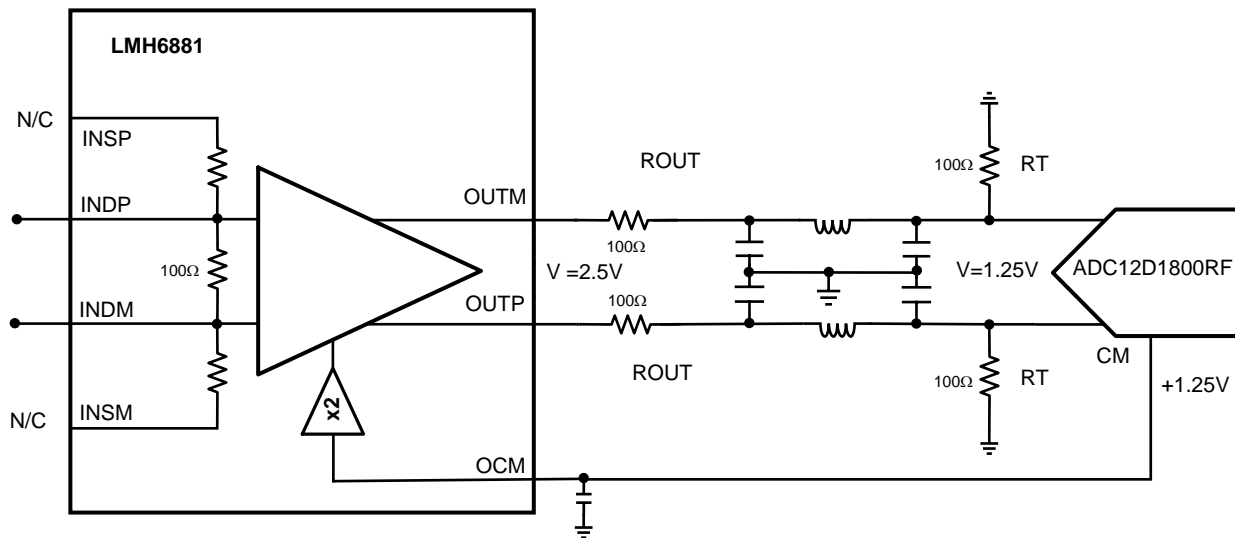 LMH6881
N/C
INSP
INDP
100Ω
INDM
N/C
INSM
x2
OUTM
OUTP
OCM
ROUT
100Ω
V =2.5V
100Ω
ROUT
100Ω
RT
V=1.25V
ADC12D1800RF
CM
100Ω
RT
+1.25V